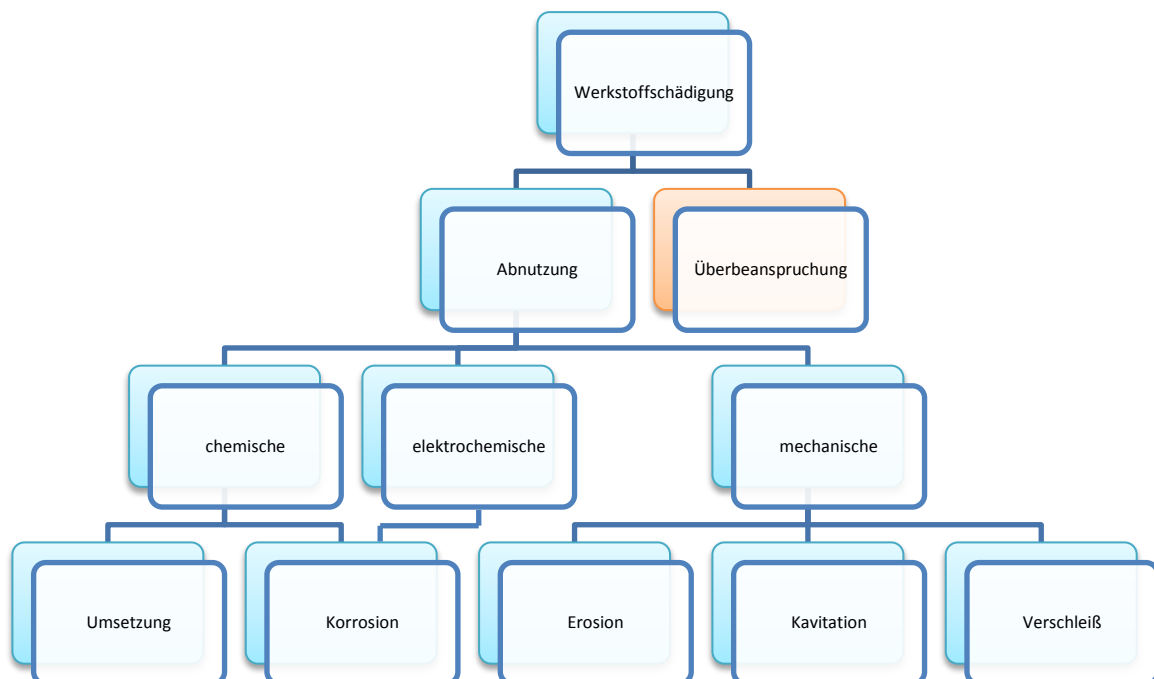 Werkstoffschädigung
Abnutzung
Überbeanspruchung
chemische
elektrochemische
mechanische
Umsetzung
Korrosion
Erosion
Kavitation
Verschleiß